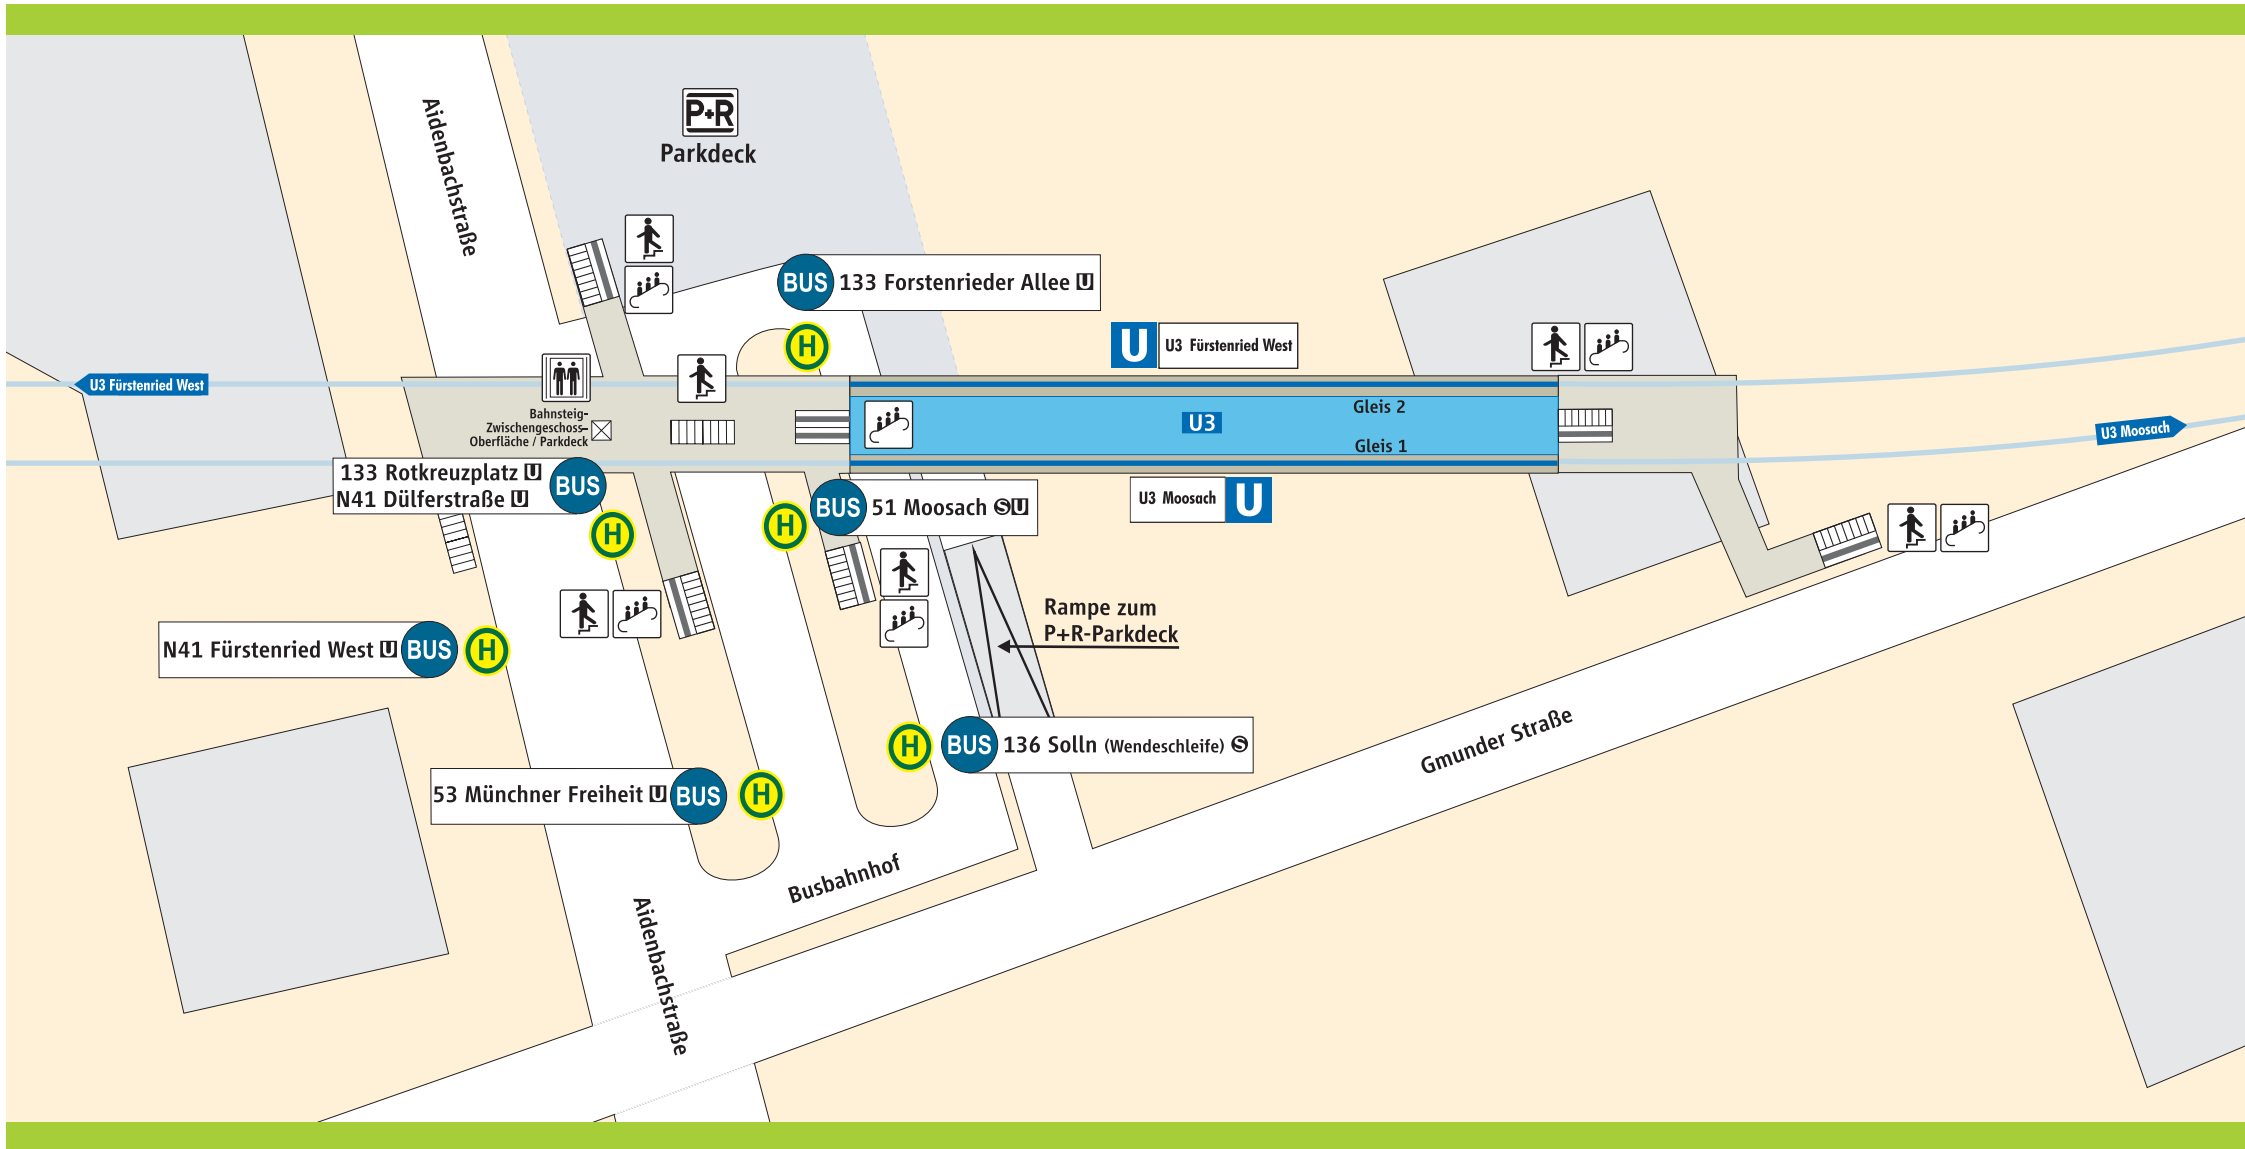 P+R
Parkdeck
Aidenbachstraße
BUS 133 Forstenrieder Allee U
H
U U3 Fürstenried West
U3 Fürstenried West
Gleis 2
U3
Gleis 1
U3 Moosach
Bahnsteig-
Zwischengeschoss-
Oberfläche / Parkdeck
133 Rotkreuzplatz U
N41 Dülferstraße U
BUS
H
H
BUS 51 Moosach S U
U3 Moosach U
Rampe zum
P+R-Parkdeck
N41 Fürstenried West U BUS H
H BUS 136 Solln (Wendeschleife) S
53 Münchner Freiheit U BUS H
Gmunder Straße
Busbahnhof
Aidenbachstraße